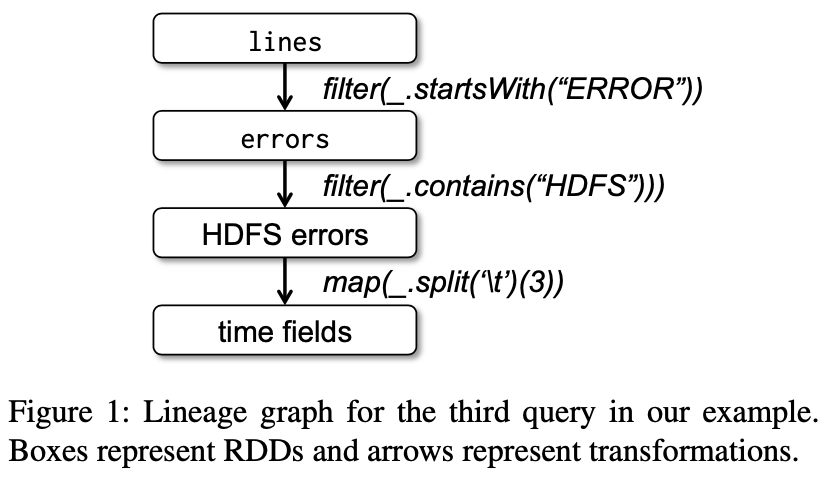 lines
filter(_.startsWith(“ERROR”))
errors
filter(_.contains(“HDFS”)))
HDFS errors
map(_.split(‘\t’)(3))
time fields
Figure 1: Lineage graph for the third query in our example.
Boxes represent RDDs and arrows represent transformations.